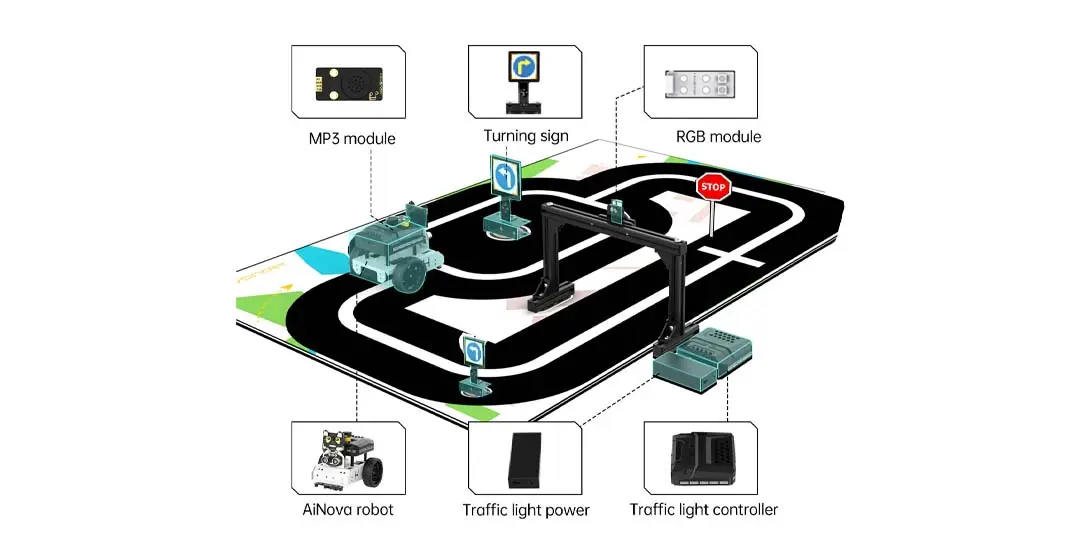 MP3 module
Turning sign
RGB module
STOP
AiNova robot
Traffic light power
Traffic light controller